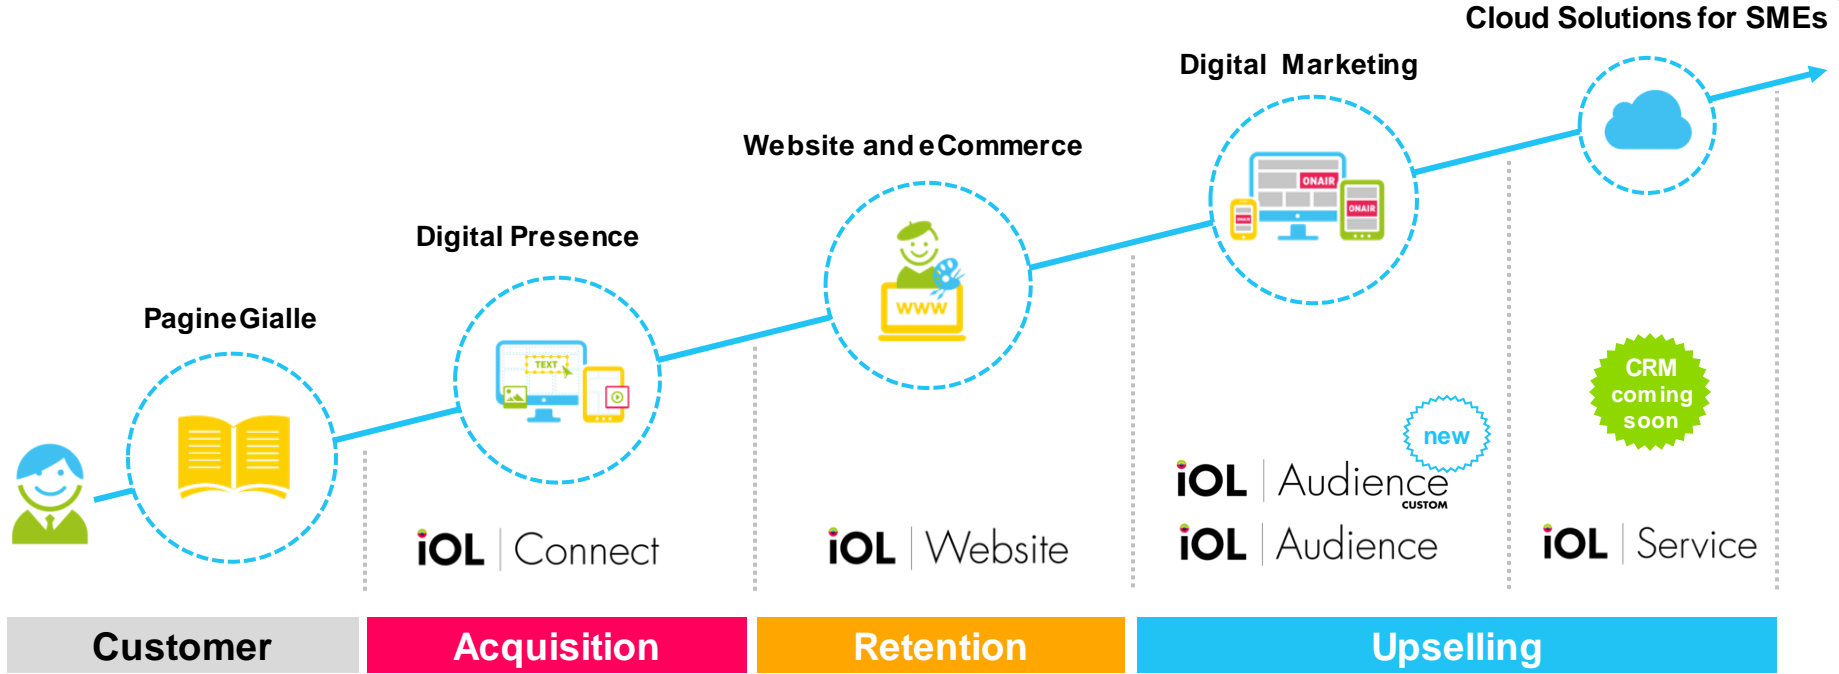 Cloud Solutions for SMEs
Digital Marketing
Website and eCommerce
Digital Presence
PagineGialle
ONAIR
ONAIR
ONAIR
WWW
TEXT
CRM
coming
soon
new
iOL | Audience
CUSTOM
iOL | Connect
iOL | Website
iOL | Audience
iOL | Service
Customer
Acquisition
Retention
Upselling